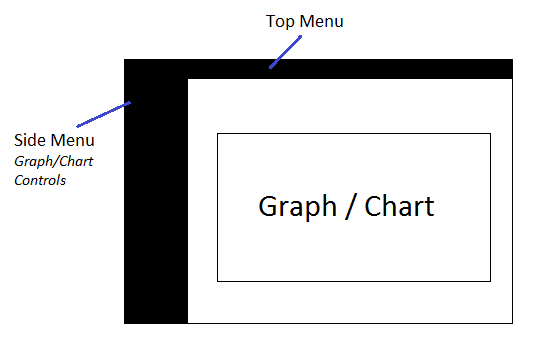 Top Menu
Side Menu
Graph/Chart
Controls
Graph / Chart